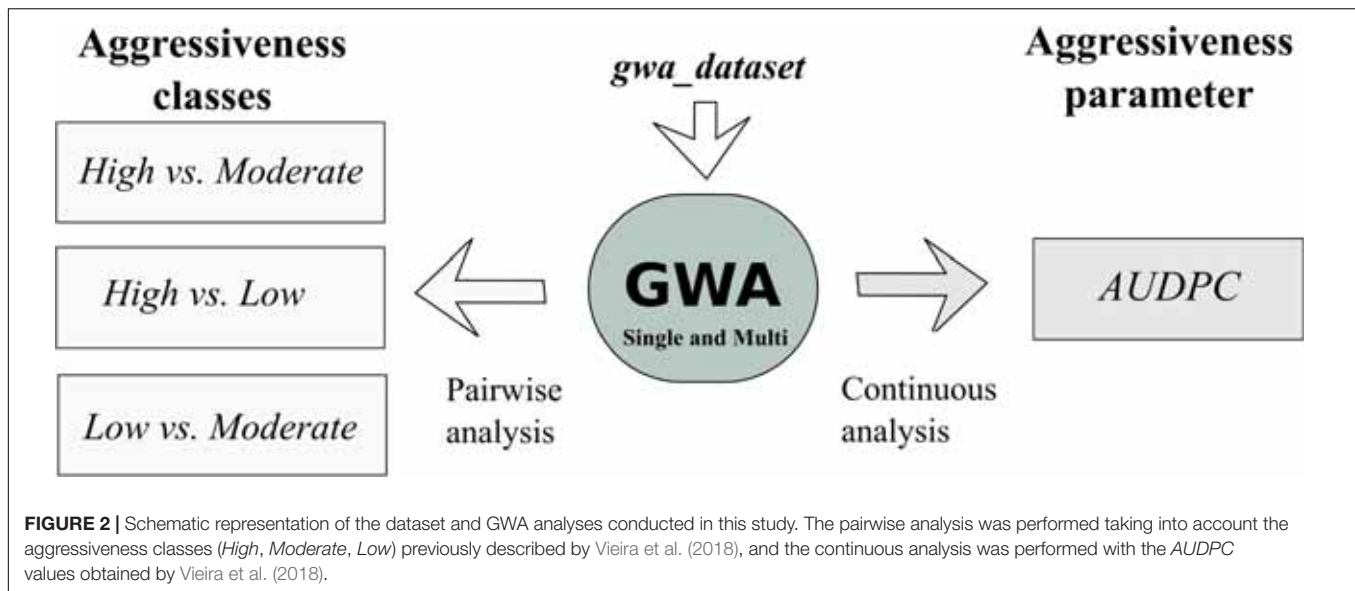 Aggressiveness
classes
High vs. Moderate
High vs. Low
Low vs. Moderate
gwa_dataset
GWA
Single and Multi
Pairwise
analysis
Continuous
analysis
Aggressiveness
parameter
AUDPC
FIGURE 2 | Schematic representation of the dataset and GWA analyses conducted in this study. The pairwise analysis was performed taking into account the
aggressiveness classes (High, Moderate, Low) previously described by Vieira et al. (2018), and the continuous analysis was performed with the AUDPC
values obtained by Vieira et al. (2018).